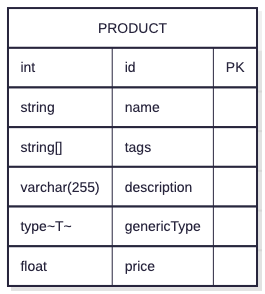 PRODUCT
int id PK
string name
string[] tags
varchar(255) description
type~T~ genericType
float price